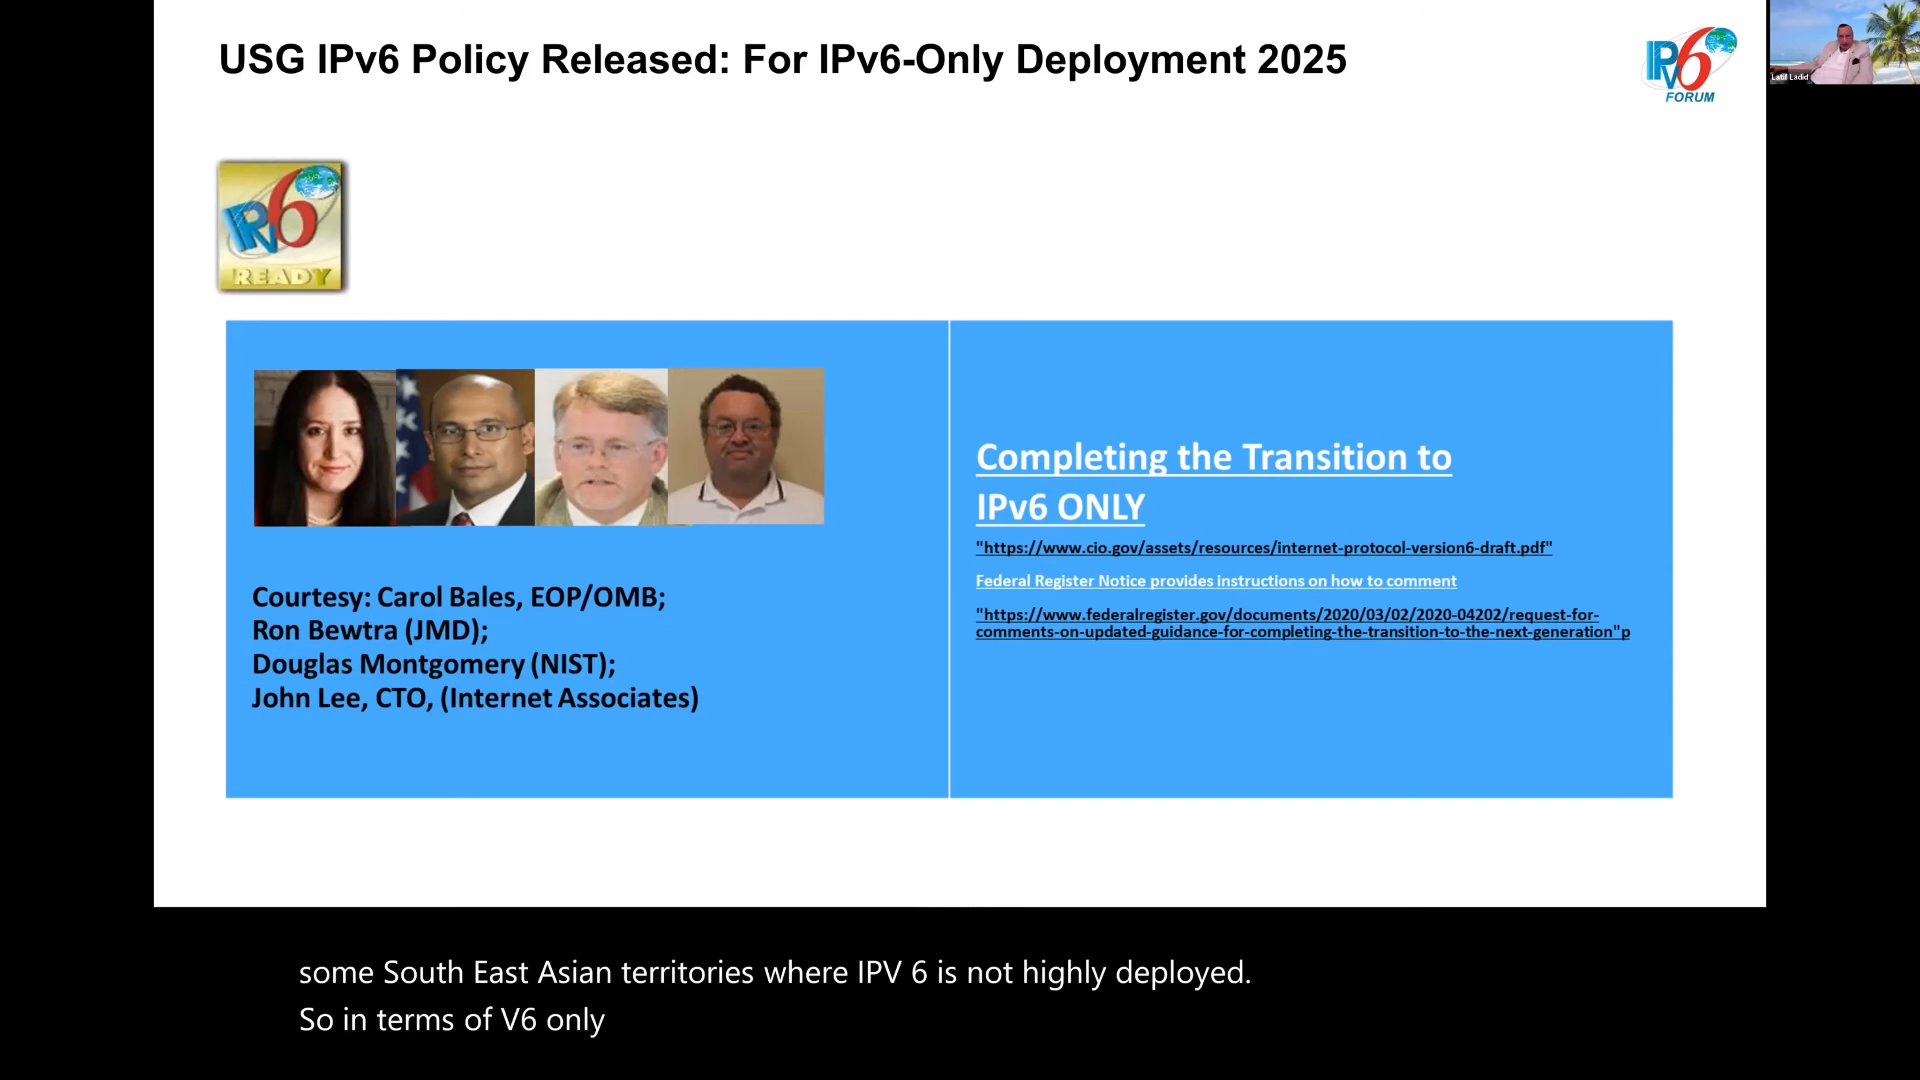 USG IPv6 Policy Released: For IPv6-Only Deployment 2025
IPv6
FORUM
Latif Ladid
IPv6
READY
Courtesy: Carol Bales, EOP/OMB;
Ron Bewtra (JMD);
Douglas Montgomery (NIST);
John Lee, CTO, (Internet Associates)
Completing the Transition to
IPv6 ONLY
"https://www.cio.gov/assets/resources/internet-protocol-version6-draft.pdf"
Federal Register Notice provides instructions on how to comment
"https://www.federalregister.gov/documents/2020/03/02/2020-04202/request-for-
comments-on-updated-guidance-for-completing-the-transition-to-the-next-generation"p
some South East Asian territories where IPV 6 is not highly deployed.
So in terms of V6 only